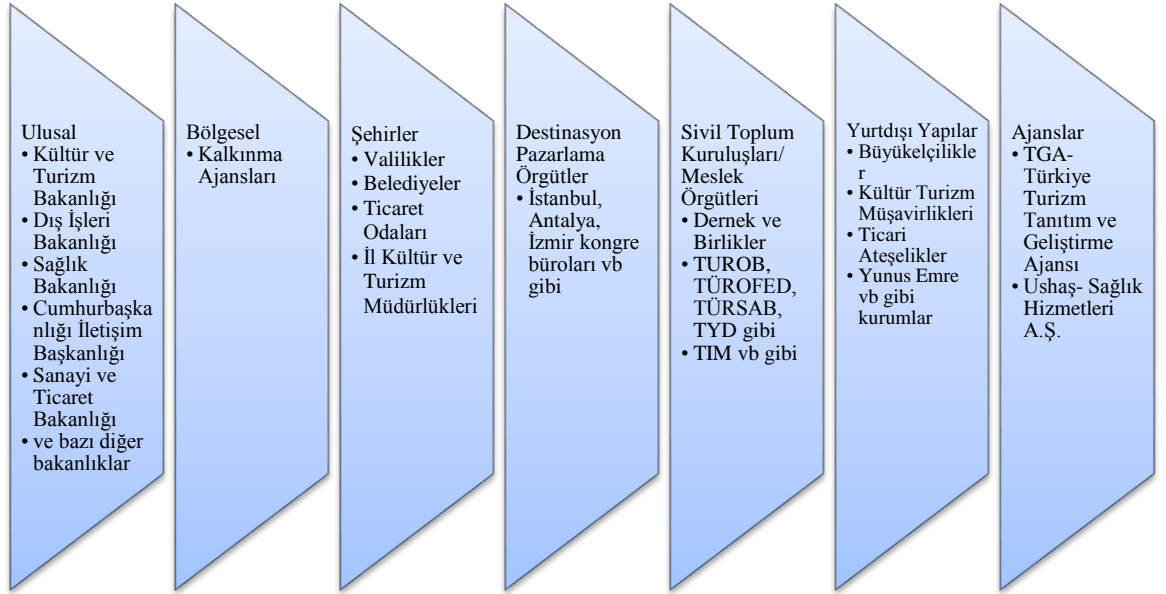 Ulusal
• Kültür ve
Turizm
Bakanlığı
• Dış İşleri
Bakanlığı
• Sağlık
Bakanlığı
• Cumhurbaşka
nlığı İletişim
Başkanlığı
• Sanayi ve
Ticaret
Bakanlığı
• ve bazı diğer
bakanlıklar
Bölgesel
• Kalkınma
Ajansları
Şehirler
• Valilikler
• Belediyeler
• Ticaret
Odaları
• İl Kültür ve
Turizm
Müdürlükleri
Destinasyon
Pazarlama
Örgütler
• İstanbul,
Antalya,
İzmir kongre
büroları vb
gibi
Sivil Toplum
Kuruluşları/
Meslek
Örgütleri
• Dernek ve
Birlikler
• TUROB,
TÜROFED,
TÜRSAB,
TYD gibi
• TIM vb gibi
Yurtdışı Yapılar
• Büyükelçilikle
r
• Kültür Turizm
Müşavirlikleri
• Ticari
Ateşelikler
• Yunus Emre
vb gibi
kurumlar
Ajanslar
• TGA-
Türkiye
Turizm
Tanıtım ve
Geliştirme
Ajansı
• Ushaş- Sağlık
Hizmetleri
A.Ş.